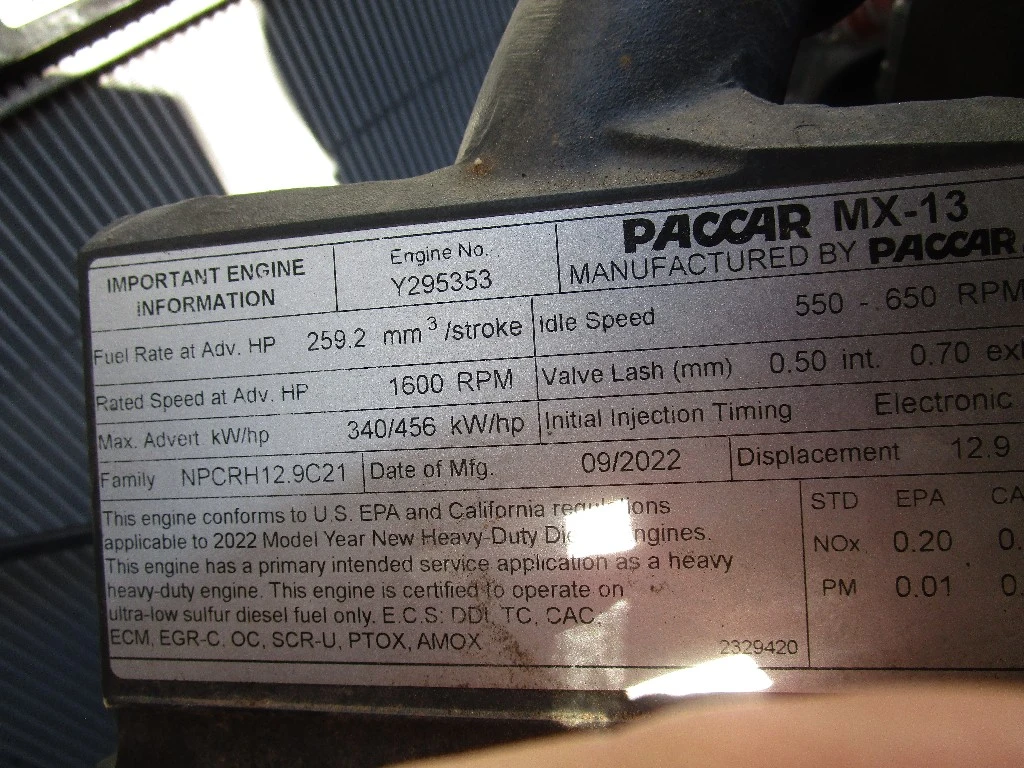 IMPORTANT ENGINE
INFORMATION
Engine No.
Y295353
PACCAR MX-13
MANUFACTURED BY PACCAR
Fuel Rate at Adv. HP 259.2 mm³/stroke
Idle Speed 550 - 650 RPM
Rated Speed at Adv. HP 1600 RPM
Valve Lash (mm) 0.50 int. 0.70
Max. Advert kW/hp 340/456 kW/hp
Initial Injection Timing Electronic
Family NPCRH12.9C21
Date of Mfg. 09/2022
Displacement 12.9
This engine conforms to U.S. EPA and California regulations
applicable to 2022 Model Year New Heavy-Duty Engines.
This engine has a primary intended service application as a heavy
heavy-duty engine. This engine is certified to operate on
ultra-low sulfur diesel fuel only. E.C.S: DDI, TC, CAC,
ECM, EGR-C, OC, SCR-U, PTOX, AMOX
2329420
STD EPA
NOx 0.20
PM 0.01